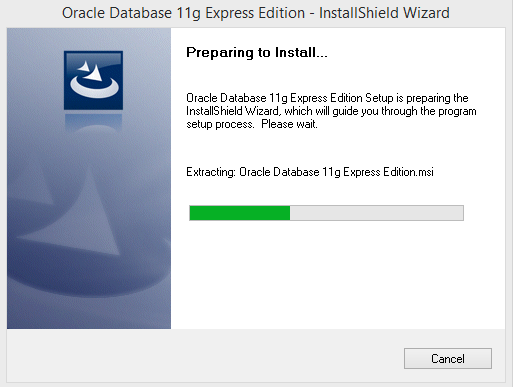 Oracle Database 11g Express Edition - InstallShield Wizard
Preparing to Install...
Oracle Database 11g Express Edition Setup is preparing the
InstallShield Wizard, which will guide you through the program
setup process.  Please wait.
Extracting: Oracle Database 11g Express Edition.msi
Cancel